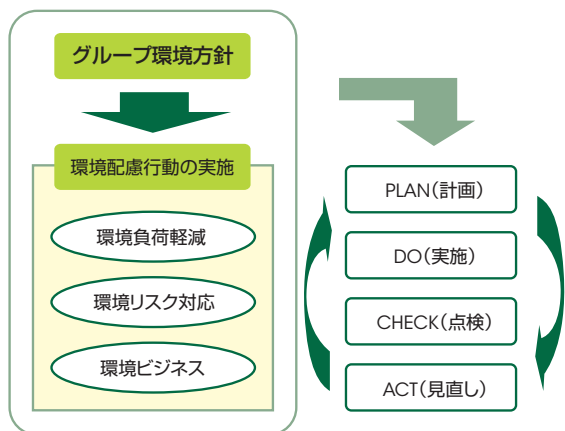 グループ環境方針
環境配慮行動の実施
環境負荷軽減
環境リスク対応
環境ビジネス
PLAN(計画)
DO(実施)
CHECK(点検)
ACT(見直し)